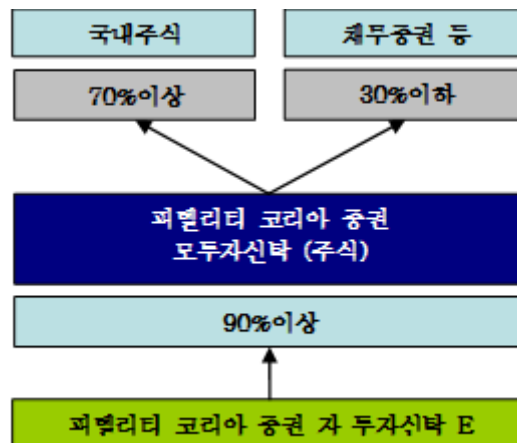 국내주식
채무증권 등
70%이상
30%이하
피델리티 코리아 증권
모투자신탁 (주식)
90%이상
피델리티 코리아 증권 자 투자신탁 E